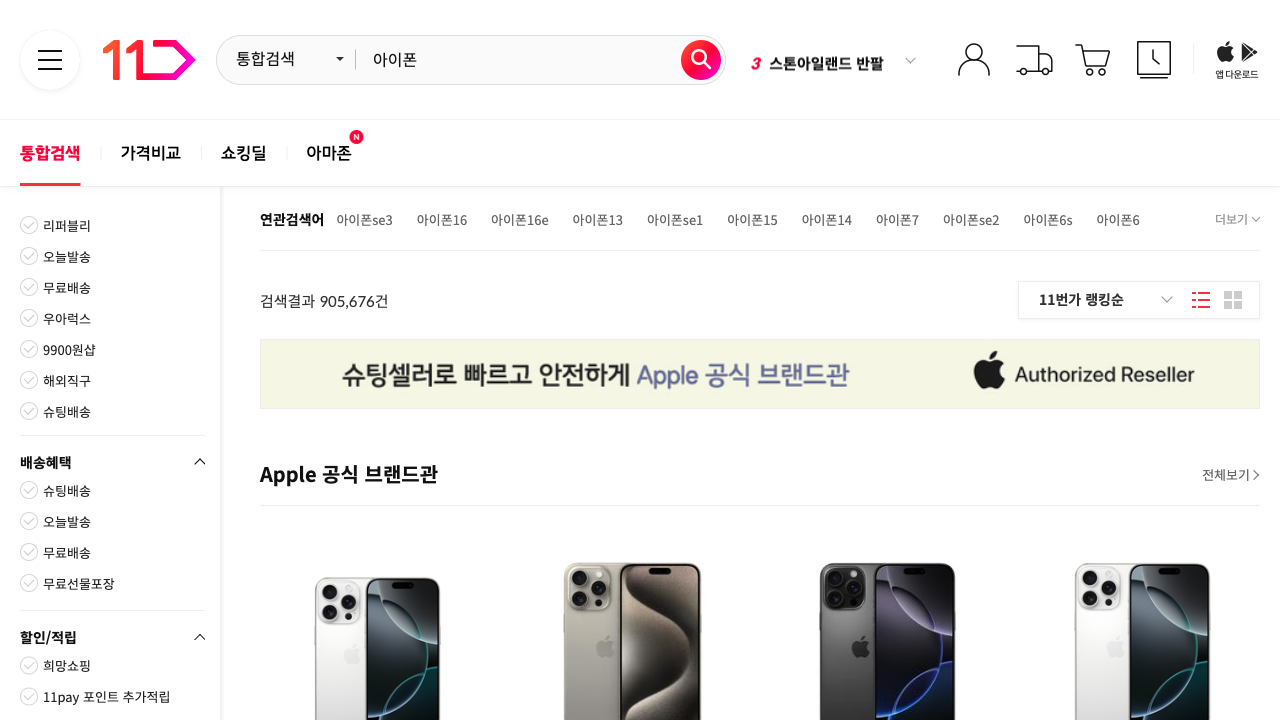 11
통합검색
아이폰
3 스톤아일랜드 반팔
앱 다운로드
통합검색
가격비교
쇼킹딜
아마존
N
리퍼블리
오늘발송
무료배송
우아럭스
9900원샵
해외직구
슈팅배송
배송혜택
슈팅배송
오늘발송
무료배송
무료선물포장
할인/적립
희망쇼핑
11pay 포인트 추가적립
연관검색어 아이폰se3 아이폰16 아이폰16e 아이폰13 아이폰se1 아이폰15 아이폰14 아이폰7 아이폰se2 아이폰6s 아이폰6 더보기
검색결과 905,676건
11번가 랭킹순
슈팅셀러로 빠르고 안전하게 Apple 공식 브랜드관
Authorized Reseller
Apple 공식 브랜드관
전체보기